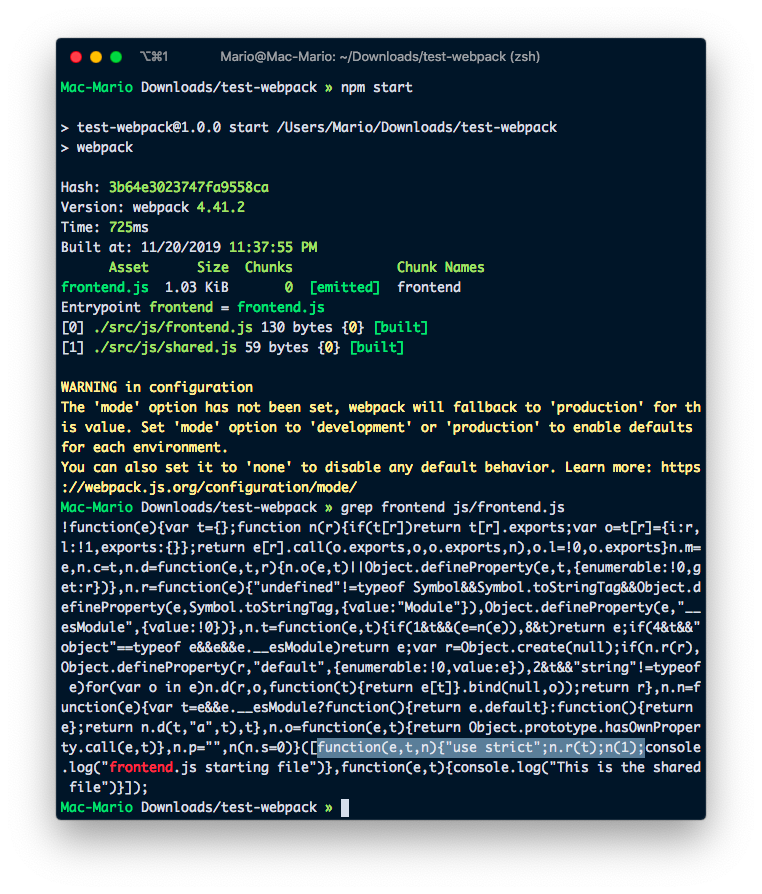 ⌥⌘1 Mario@Mac-Mario: ~/Downloads/test-webpack (zsh)
Mac-Mario Downloads/test-webpack » npm start
> test-webpack@1.0.0 start /Users/Mario/Downloads/test-webpack
> webpack
Hash: 3b64e3023747fa9558ca
Version: webpack 4.41.2
Time: 725ms
Built at: 11/20/2019 11:37:55 PM
Asset Size Chunks Chunk Names
frontend.js 1.03 KiB 0 [emitted] frontend
Entrypoint frontend = frontend.js
[0] ./src/js/frontend.js 130 bytes {0} [built]
[1] ./src/js/shared.js 59 bytes {0} [built]
WARNING in configuration
The 'mode' option has not been set, webpack will fallback to 'production' for th
is value. Set 'mode' option to 'development' or 'production' to enable defaults
for each environment.
You can also set it to 'none' to disable any default behavior. Learn more: https
://webpack.js.org/configuration/mode/
Mac-Mario Downloads/test-webpack » grep frontend js/frontend.js
!function(e){var t={};function n(r){if(t[r])return t[r].exports;var o=t[r]={i:r,
l:!1,exports:{}};return e[r].call(o.exports,o,o.exports,n),o.l=!0,o.exports}n.m=
e,n.c=t,n.d=function(e,t,r){n.o(e,t)||Object.defineProperty(e,t,{enumerable:!0,g
et:r})},n.r=function(e){"undefined"!=typeof Symbol&&Symbol.toStringTag&&Object.d
efineProperty(e,Symbol.toStringTag,{value:"Module"}),Object.defineProperty(e,"__
esModule",{value:!0})},n.t=function(e,t){if(1&t&&(e=n(e)),8&t)return e;if(4&t&&"
object"==typeof e&&e&&e.__esModule)return e;var r=Object.create(null);if(n.r(r),
Object.defineProperty(r,"default",{enumerable:!0,value:e}),2&t&&"string"!=typeof
e)for(var o in e)n.d(r,o,function(t){return e[t]}.bind(null,o));return r},n.n=f
unction(e){var t=e&&e.__esModule?function(){return e.default}:function(){return
e};return n.d(t,"a",t),t},n.o=function(e,t){return Object.prototype.hasOwnProper
ty.call(e,t)},n.p="",n(n.s=0)}([function(e,t,n){"use strict";n.r(t);n(1);console
.log("frontend.js starting file")},function(e,t){console.log("This is the shared
file")}]);
Mac-Mario Downloads/test-webpack »